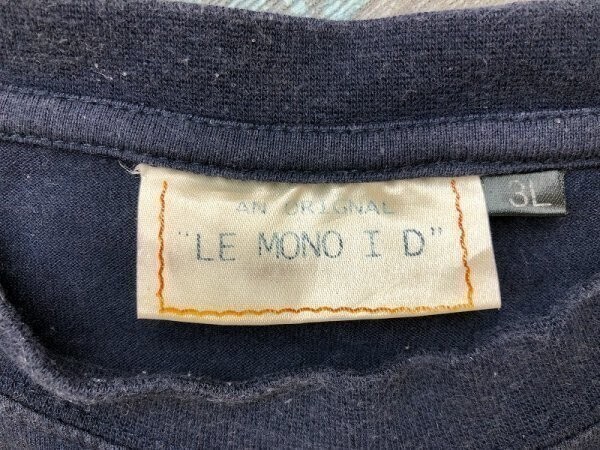 AN ORIGNAL
"LE MONO I D"
3L